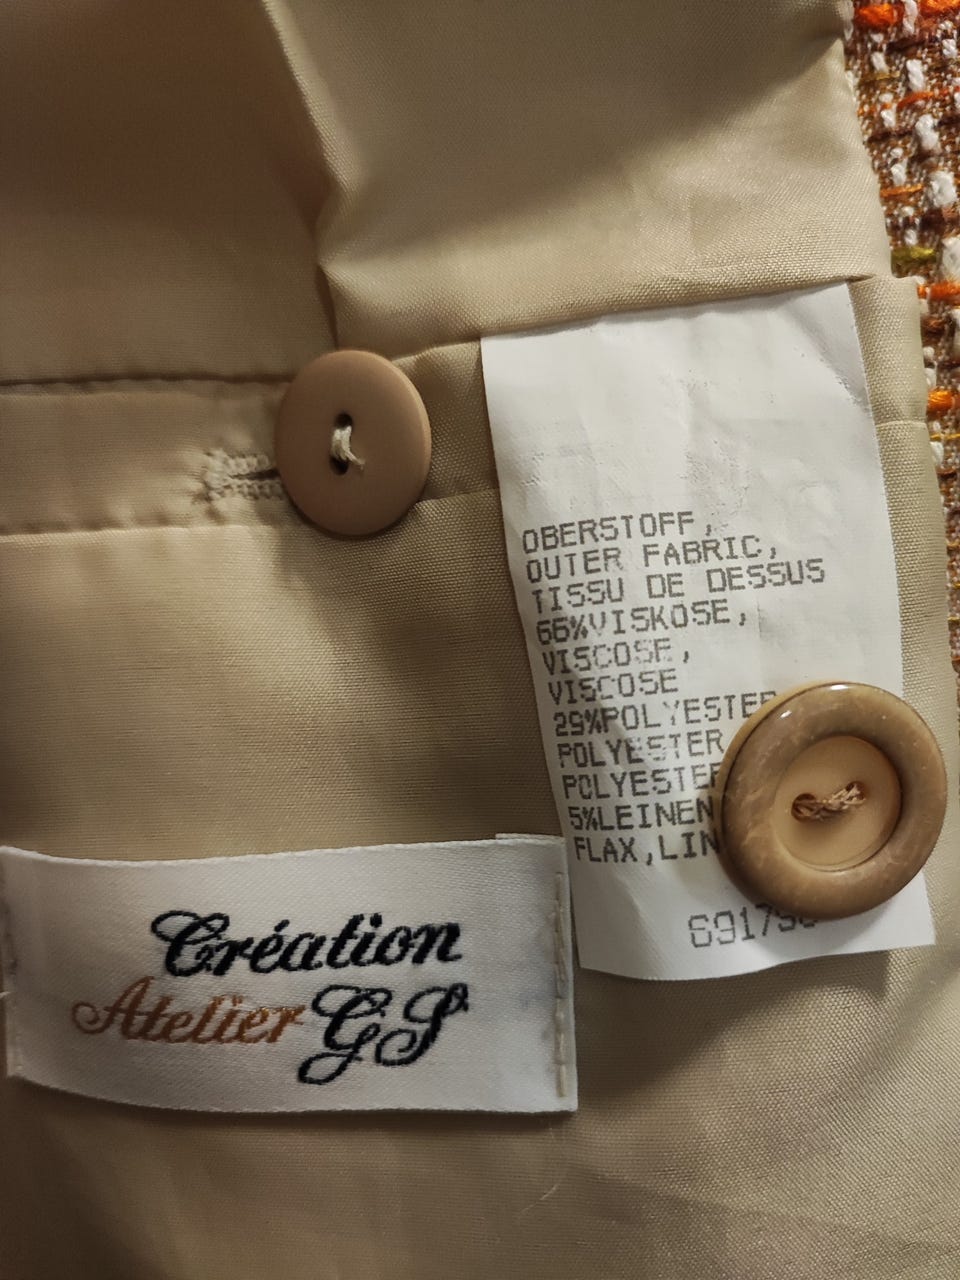 OBERSTOFF,
OUTER FABRIC,
TISSU DE DESSUS
66%VISKOSE,
VISCOSE,
VISCOSE
29%POLYESTER
POLYESTER
POLYESTER
5%LEINEN
FLAX,LIN
Création
Atelier GS